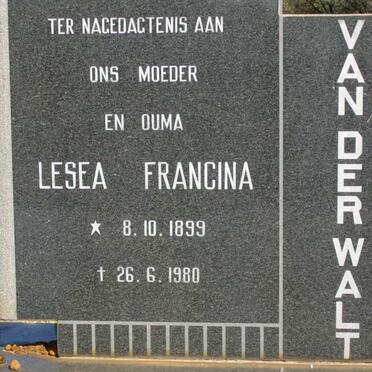 TER NAGEDAGTENIS AAN
ONS MOEDER
EN OUMA
LESEA FRANCINA
* 8.10.1899
† 26.6.1980
VAN DER WALT